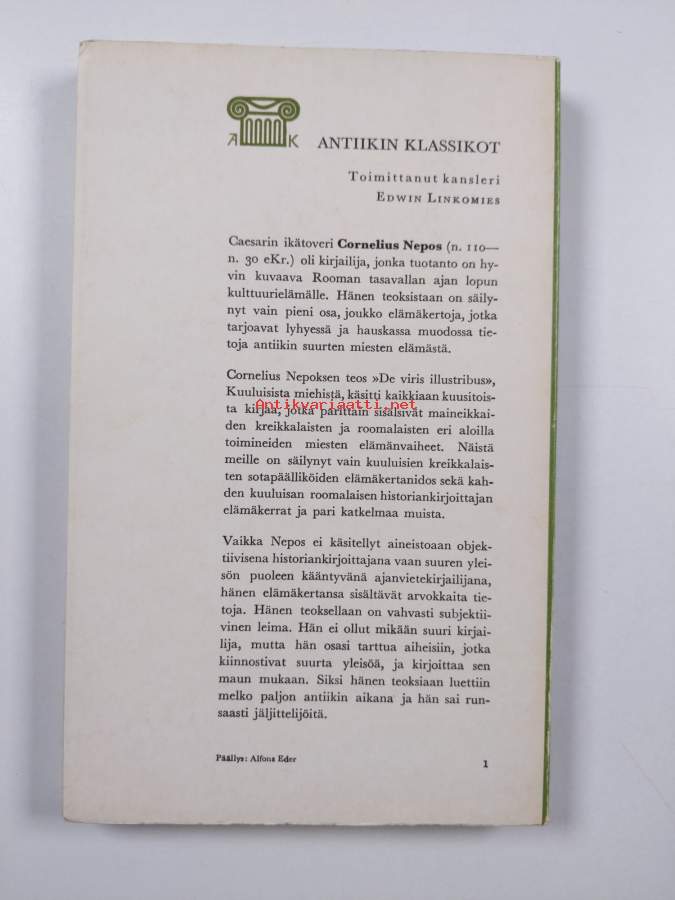 A K
ANTIIKIN KLASSIKOT
Toimittanut kansleri
EDWIN LINKOMIES
Caesarin ikätoveri Cornelius Nepos (n. 110—
n. 30 eKr.) oli kirjailija, jonka tuotanto on hy-
vin kuvaava Rooman tasavallan ajan lopun
kulttuurielämälle. Hänen teoksistaan on säily-
nyt vain pieni osa, joukko elämäkertoja, jotka
tarjoavat lyhyessä ja hauskassa muodossa tie-
toja antiikin suurten miesten elämästä.
Cornelius Nepoksen teos »De viris illustribus»,
Kuuluisista miehistä, käsitti kaikkiaan kuusitois-
ta kirjaa, jotka parittain sisälsivät maineikkai-
Antikvariaatti.net
den kreikkalaisten ja roomalaisten eri aloilla
toimineiden miesten elämänvaiheet. Näistä
meille on säilynyt vain kuuluisien kreikkalais-
ten sotapäälliköiden elämäkertanidos sekä kah-
den kuuluisan roomalaisen historiankirjoittajan
elämäkerrat ja pari katkelmaa muista.
Vaikka Nepos ei käsitellyt aineistoaan objek-
tiivisena historiankirjoittajana vaan suuren ylei-
sön puoleen kääntyvänä ajanvietekirjailijana,
hänen elämäkertansa sisältävät arvokkaita tie-
toja. Hänen teoksellaan on vahvasti subjektii-
vinen leima. Hän ei ollut mikään suuri kirjai-
lija, mutta hän osasi tarttua aiheisiin, jotka
kiinnostivat suurta yleisöä, ja kirjoittaa sen
maun mukaan. Siksi hänen teoksiaan luettiin
melko paljon antiikin aikana ja hän sai run-
saasti jäljittelijöitä.
Päällys: Alfons Eder
1